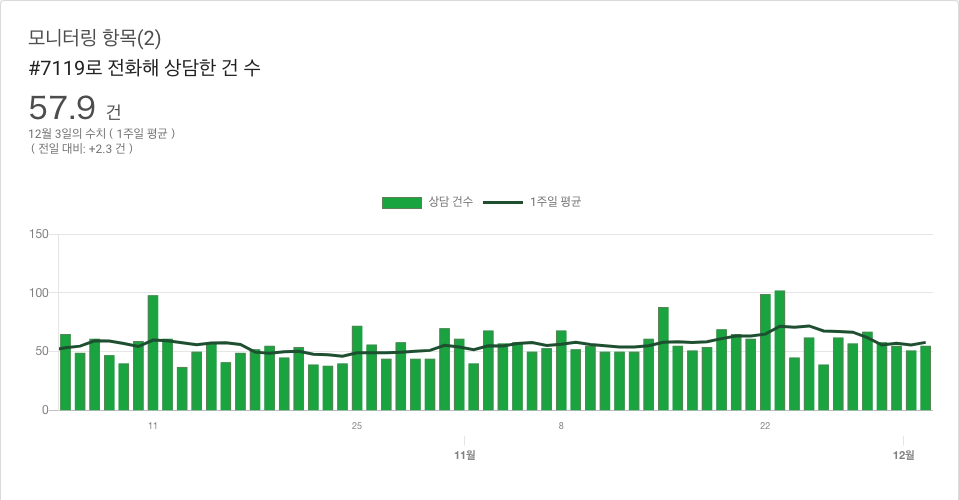 모니터링 항목(2)
#7119로 전화해 상담한 건 수
57.9 건
12월 3일의 수치 ( 1주일 평균 )
( 전일 대비: +2.3 건 )
상담 건수 1주일 평균
150
100
50
0
11 25 8 22
11월 12월